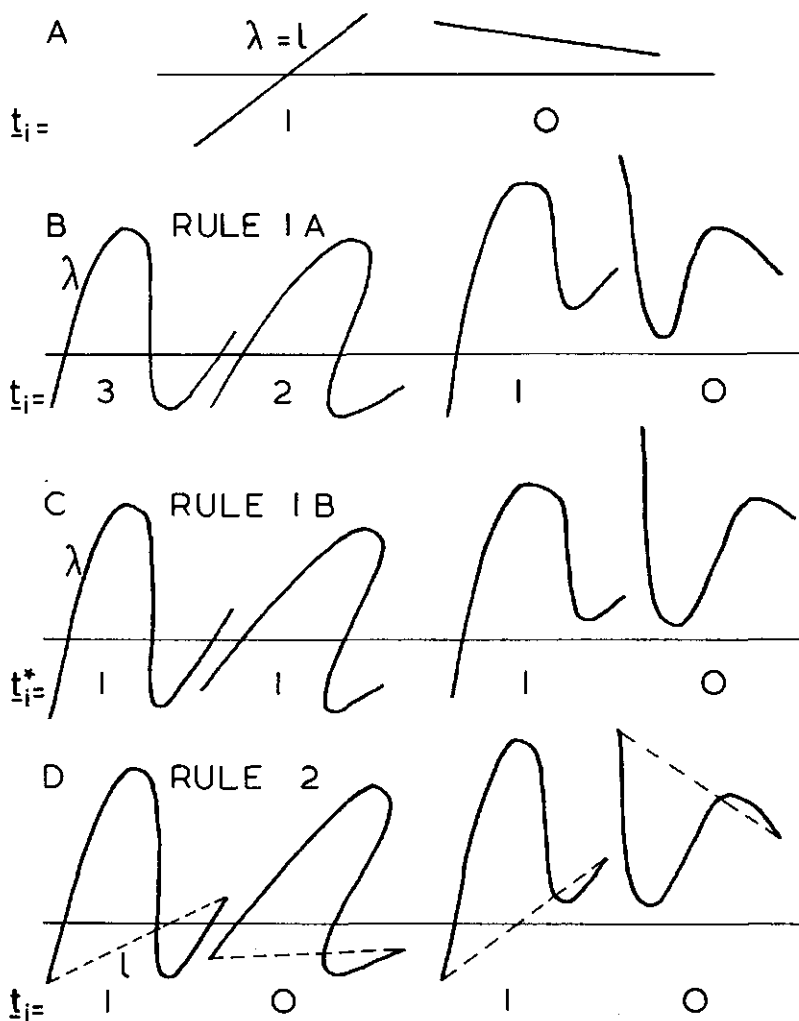 A λ = l
t_i = 1 0
B RULE 1A
λ
t_i = 3 2 1 0
C RULE 1B
λ
t_i* = 1 1 1 0
D RULE 2
l
t_i = 1 0 1 0